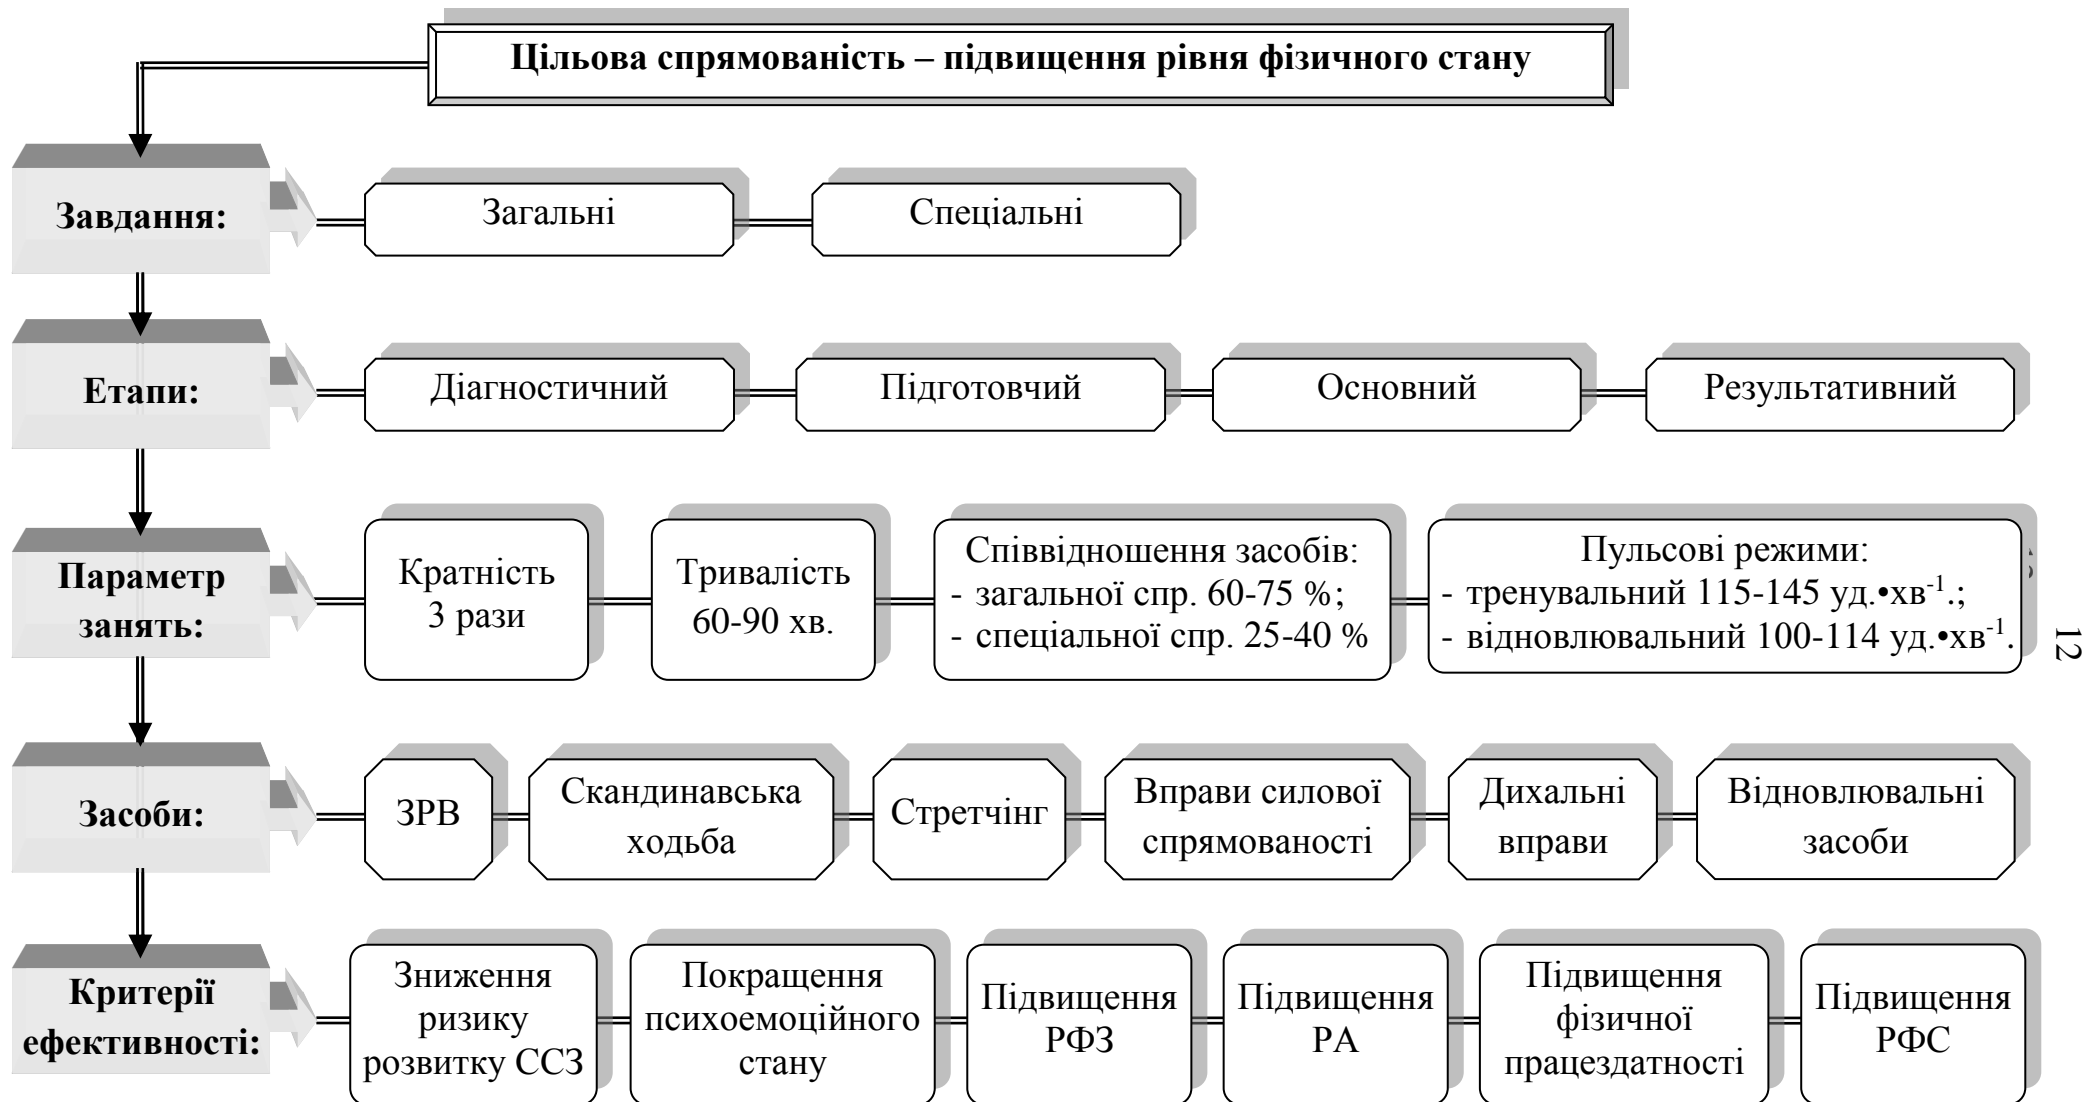 Цільова спрямованість – підвищення рівня фізичного стану
Завдання:
Загальні
Спеціальні
Етапи:
Діагностичний
Підготовчий
Основний
Результативний
Параметр
занять:
Кратність
3 рази
Тривалість
60-90 хв.
Співвідношення засобів:
- загальної спр. 60-75 %;
- спеціальної спр. 25-40 %
Пульсові режими:
- тренувальний 115-145 уд.•хв⁻¹.;
- відновлювальний 100-114 уд.•хв⁻¹.
12
Засоби:
ЗРВ
Скандинавська
ходьба
Стретчінг
Вправи силової
спрямованості
Дихальні
вправи
Відновлювальні
засоби
Критерії
ефективності:
Зниження
ризику
розвитку ССЗ
Покращення
психоемоційного
стану
Підвищення
РФЗ
Підвищення
РА
Підвищення
фізичної
працездатності
Підвищення
РФС